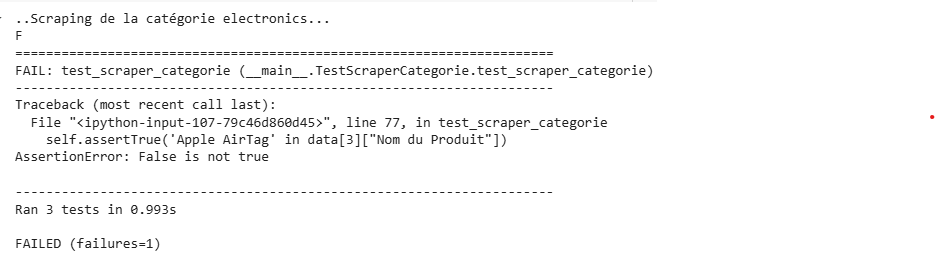 ..Scraping de la catégorie electronics...
F
======================================================================
FAIL: test_scraper_categorie (__main__.TestScraperCategorie.test_scraper_categorie)
----------------------------------------------------------------------
Traceback (most recent call last):
  File "<ipython-input-107-79c46d860d45>", line 77, in test_scraper_categorie
    self.assertTrue('Apple AirTag' in data[3]["Nom du Produit"])
AssertionError: False is not true

----------------------------------------------------------------------
Ran 3 tests in 0.993s

FAILED (failures=1)